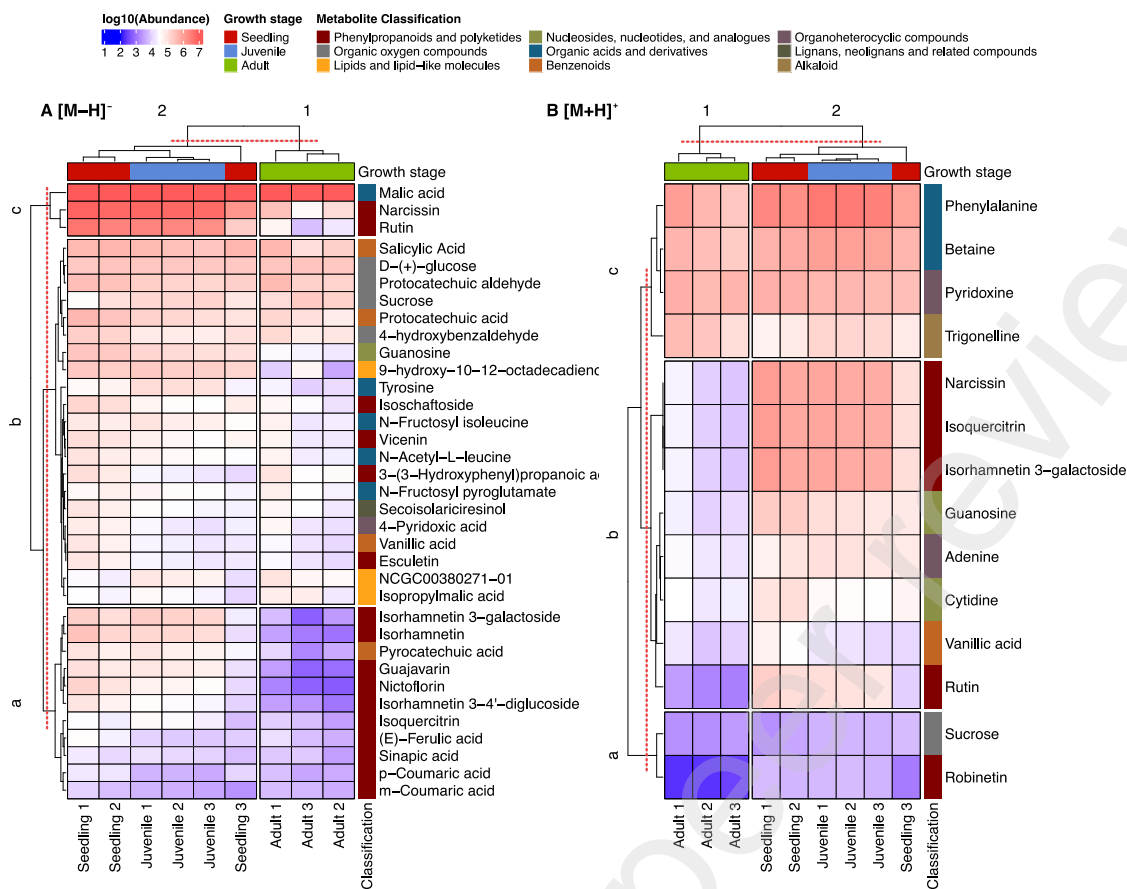 log10(Abundance)
1 2 3 4 5 6 7
Growth stage
Seedling
Juvenile
Adult
Metabolite Classification
Phenylpropanoids and polyketides
Organic oxygen compounds
Lipids and lipid−like molecules
Nucleosides, nucleotides, and analogues
Organic acids and derivatives
Benzenoids
Organoheterocyclic compounds
Lignans, neolignans and related compounds
Alkaloid
A [M−H]⁻
2
1
Growth stage
c
b
a
Malic acid
Narcissin
Rutin
Salicylic Acid
D−(+)−glucose
Protocatechuic aldehyde
Sucrose
Protocatechuic acid
4−hydroxybenzaldehyde
Guanosine
9−hydroxy−10−12−octadecadienc
Tyrosine
Isoschaftoside
N−Fructosyl isoleucine
Vicenin
N−Acetyl−L−leucine
3−(3−Hydroxyphenyl)propanoic a
N−Fructosyl pyroglutamate
Secoisolariciresinol
4−Pyridoxic acid
Vanillic acid
Esculetin
NCGC00380271−01
Isopropylmalic acid
Isorhamnetin 3−galactoside
Isorhamnetin
Pyrocatechuic acid
Guajavarin
Nictoflorin
Isorhamnetin 3−4'−diglucoside
Isoquercitrin
(E)−Ferulic acid
Sinapic acid
p−Coumaric acid
m−Coumaric acid
Seedling 1
Seedling 2
Juvenile 1
Juvenile 2
Juvenile 3
Seedling 3
Adult 1
Adult 3
Adult 2
Classification
B [M+H]⁺
1
2
Growth stage
c
b
a
Phenylalanine
Betaine
Pyridoxine
Trigonelline
Narcissin
Isoquercitrin
Isorhamnetin 3−galactoside
Guanosine
Adenine
Cytidine
Vanillic acid
Rutin
Sucrose
Robinetin
Adult 1
Adult 2
Adult 3
Seedling 1
Seedling 2
Juvenile 1
Juvenile 2
Juvenile 3
Seedling 3
Classification
peer review